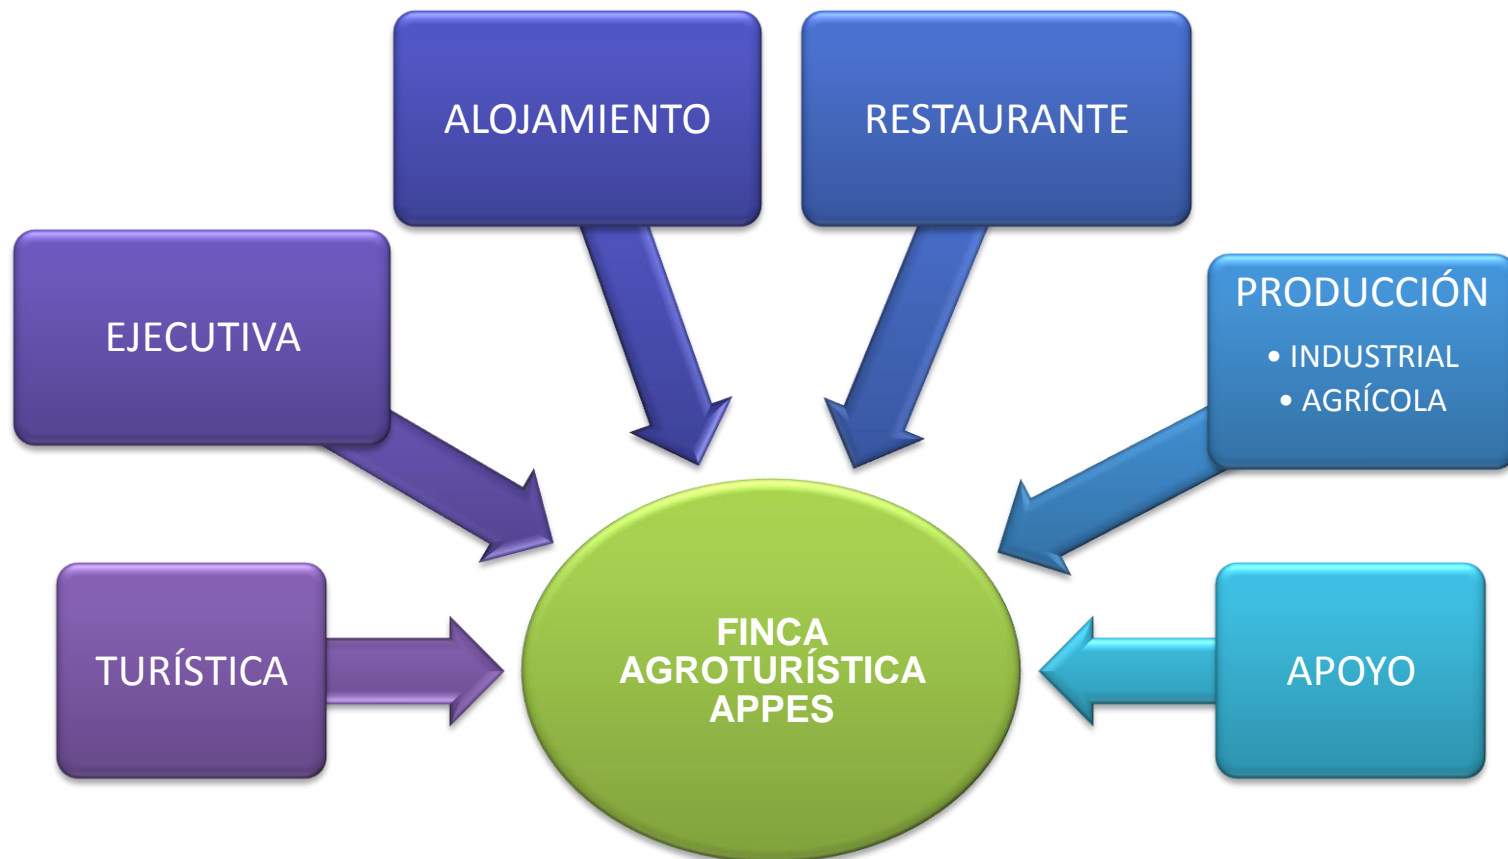 ALOJAMIENTO
RESTAURANTE
EJECUTIVA
PRODUCCIÓN
• INDUSTRIAL
• AGRÍCOLA
TURÍSTICA
FINCA
AGROTURÍSTICA
APPES
APOYO